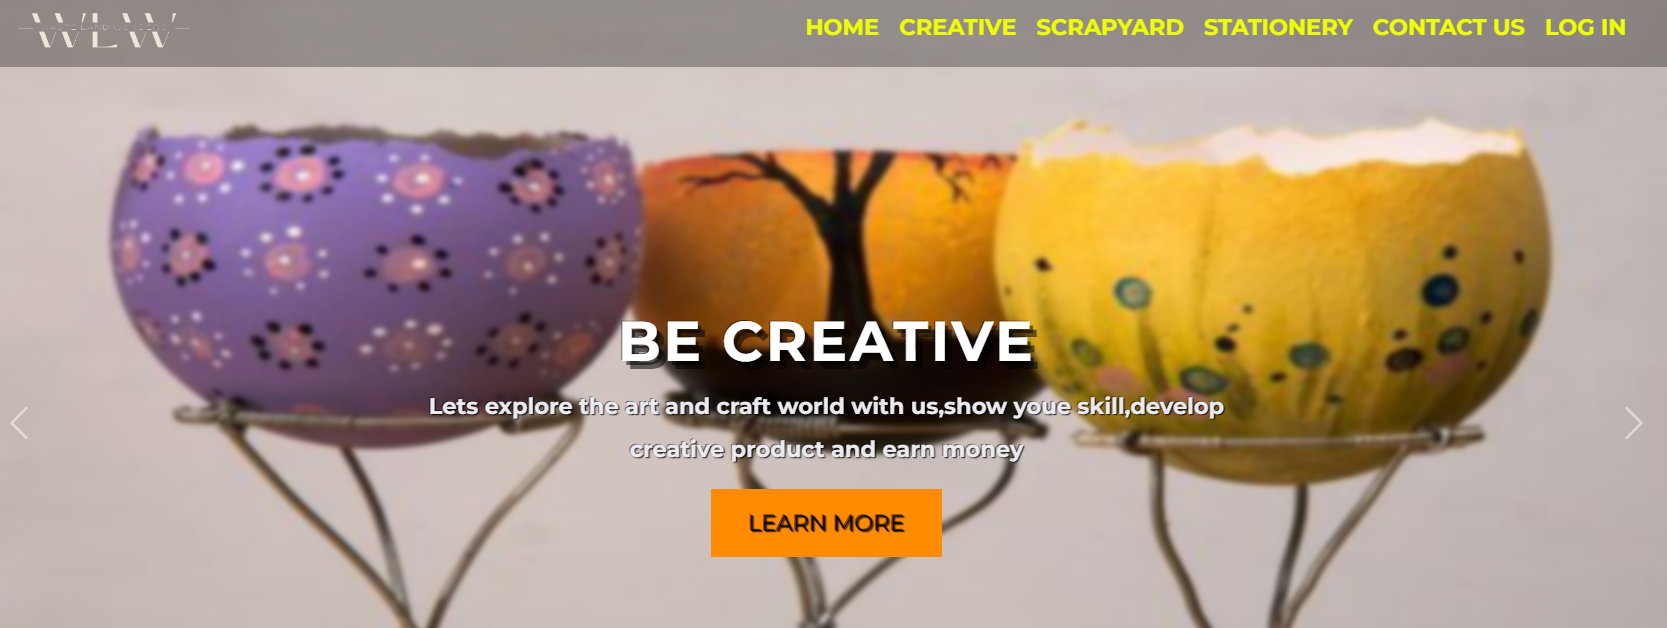 WLW
HOME CREATIVE SCRAPYARD STATIONERY CONTACT US LOG IN
BE CREATIVE
Lets explore the art and craft world with us,show youe skill,develop
creative product and earn money
LEARN MORE